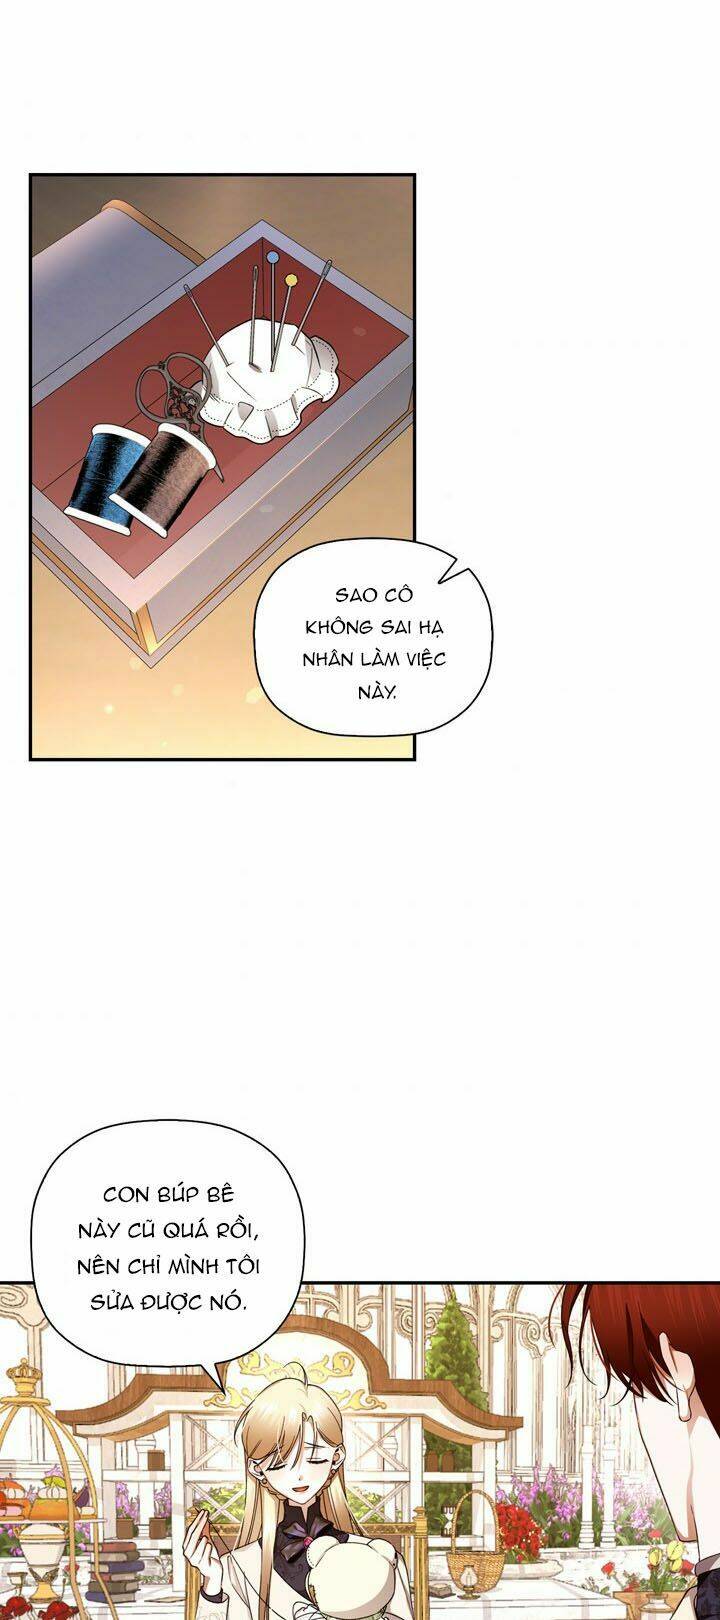 SAO CÔ
KHÔNG SAI HẠ
NHÂN LÀM VIỆC
NÀY.
CON BÚP BÊ
NÀY CŨ QUÁ RỒI,
NÊN CHỈ MÌNH TÔI
SỬA ĐƯỢC NÓ.